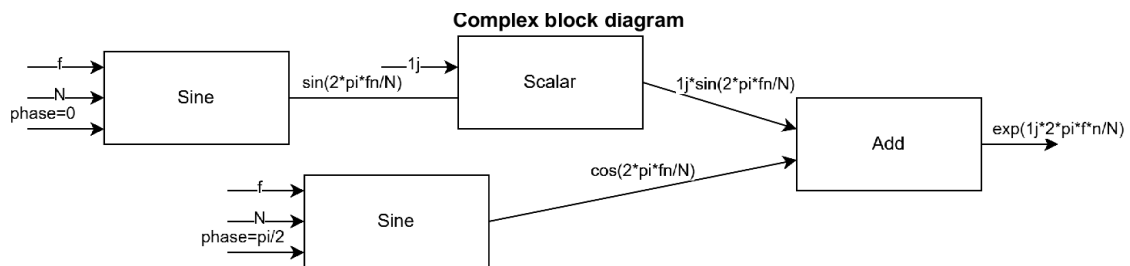 Complex block diagram
f
N
phase=0
Sine
sin(2*pi*fn/N)
1j
Scalar
1j*sin(2*pi*fn/N)
Add
exp(1j*2*pi*f*n/N)
cos(2*pi*fn/N)
f
N
phase=pi/2
Sine